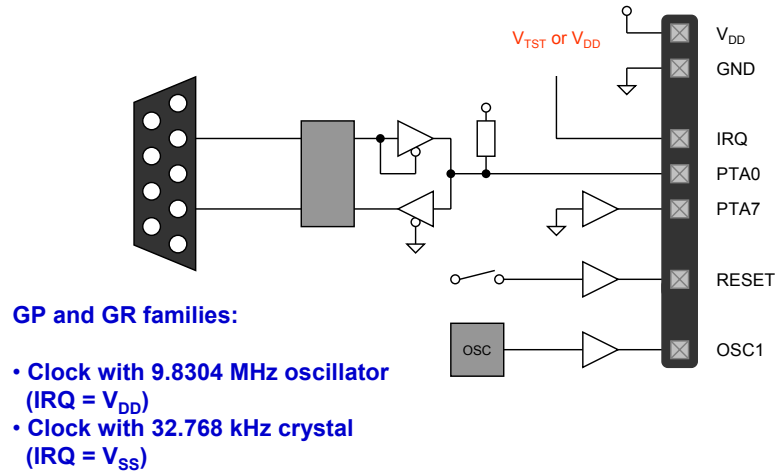 V_TST or V_DD
V_DD
GND
IRQ
PTA0
PTA7
RESET
OSC
OSC1
GP and GR families:
• Clock with 9.8304 MHz oscillator
(IRQ = V_DD)
• Clock with 32.768 kHz crystal
(IRQ = V_SS)